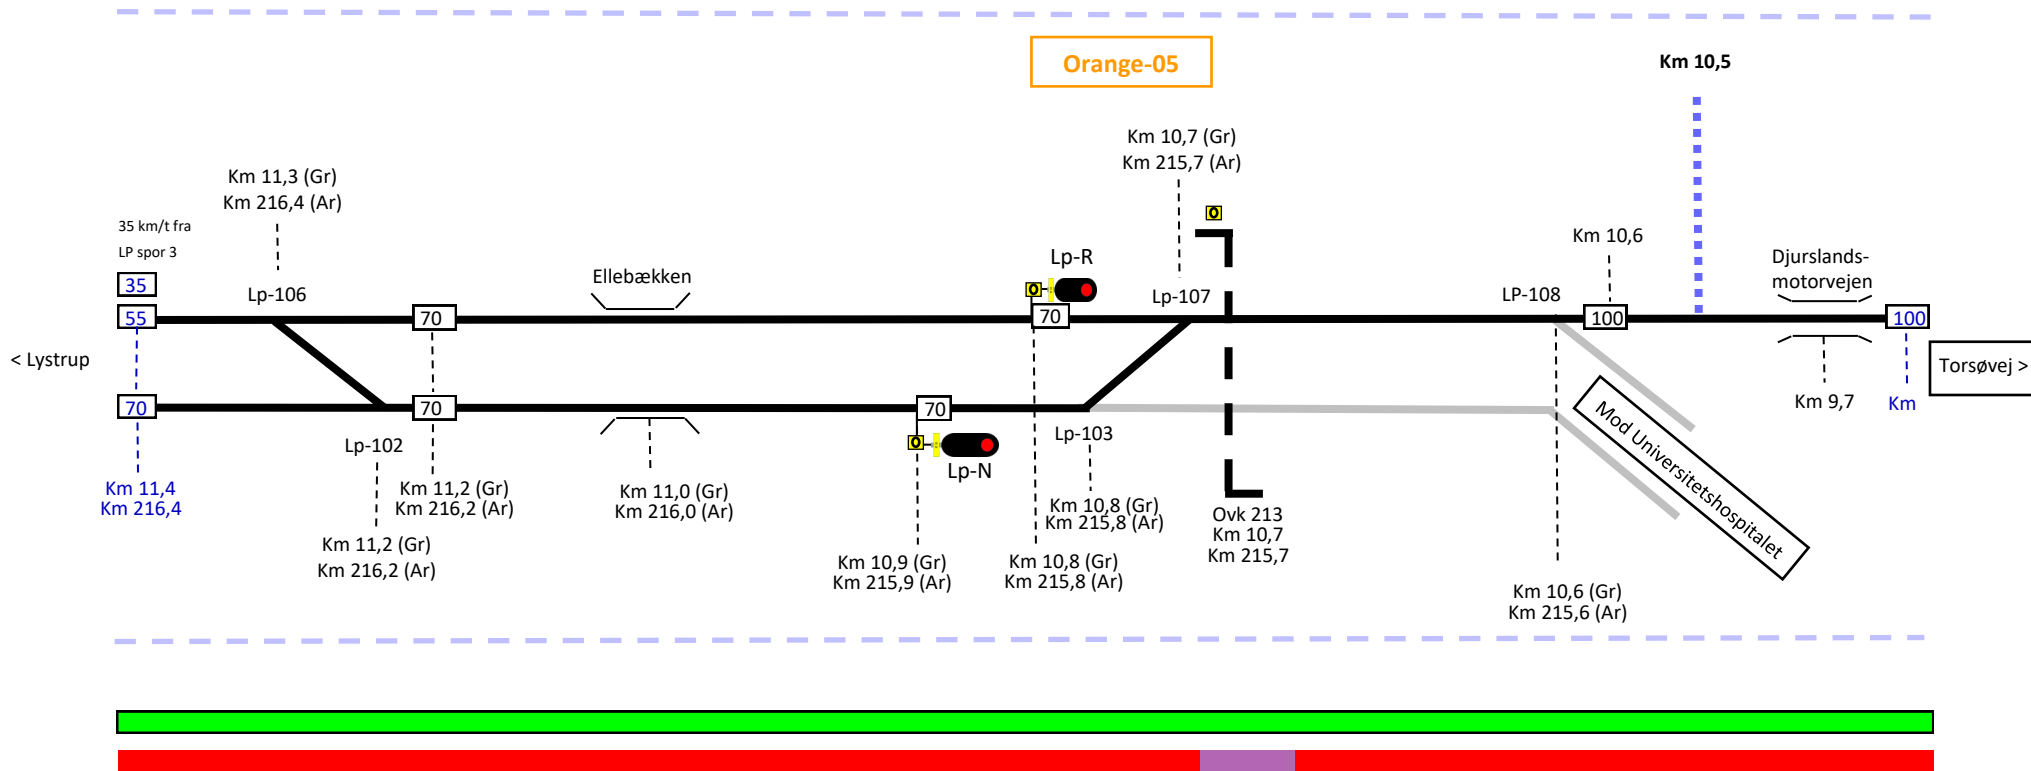 Orange-05
Km 10,5
Km 10,7 (Gr)
Km 215,7 (Ar)
Km 11,3 (Gr)
Km 216,4 (Ar)
35 km/t fra
LP spor 3
35
55
Lp-106
70
Ellebækken
Lp-R
70
Lp-107
LP-108
Km 10,6
100
Djurslands-
motorvejen
100
< Lystrup
Torsøvej >
70
70
70
Lp-102
Lp-N
Lp-103
Km 9,7
Km
Mod Universitetshospitalet
Km 11,4
Km 216,4
Km 11,2 (Gr)
Km 216,2 (Ar)
Km 11,2 (Gr)
Km 216,2 (Ar)
Km 11,0 (Gr)
Km 216,0 (Ar)
Km 10,9 (Gr)
Km 215,9 (Ar)
Km 10,8 (Gr)
Km 215,8 (Ar)
Km 10,8 (Gr)
Km 215,8 (Ar)
Ovk 213
Km 10,7
Km 215,7
Km 10,6 (Gr)
Km 215,6 (Ar)